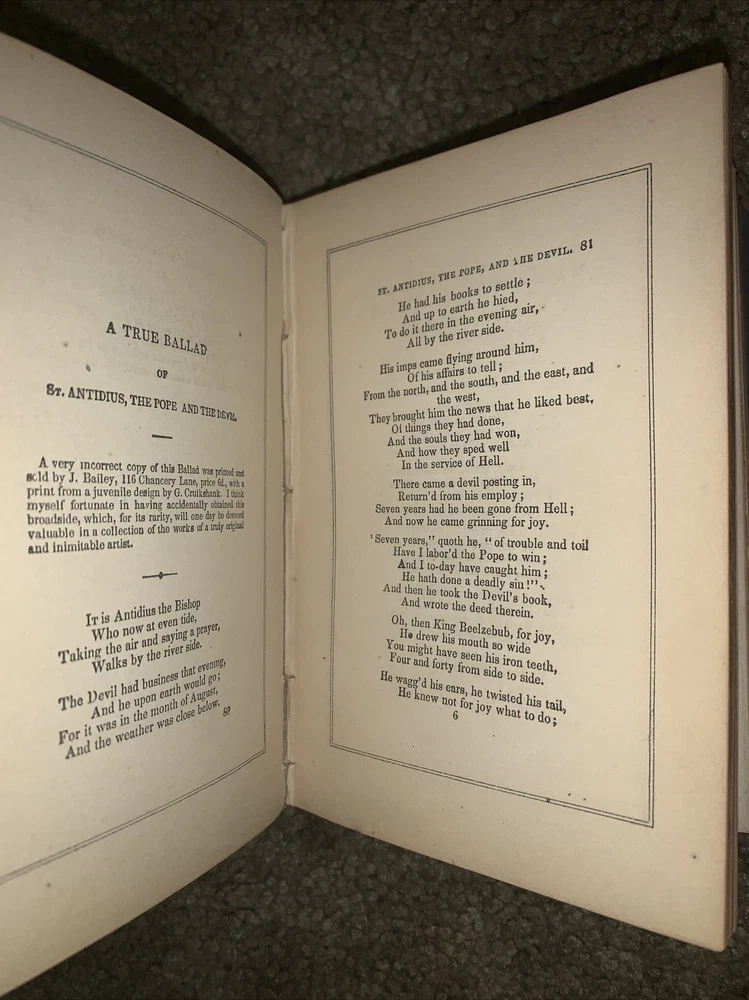 A TRUE BALLAD
OF
ST. ANTIDIUS, THE POPE AND THE DEVIL.
A very incorrect copy of this Ballad was printed and
sold by J. Bailey, 116 Chancery Lane, price 6d., with a
print from a juvenile design by G. Cruikshank. I think
myself fortunate in having accidentally obtained this
broadside, which, for its rarity, will one day be deemed
valuable in a collection of the works of a truly original
and inimitable artist.
IT is Antidius the Bishop
Who now at even tide,
Taking the air and saying a prayer,
Walks by the river side.
The Devil had business that evening,
And he upon earth would go;
For it was in the month of August,
And the weather was close below.
ST. ANTIDIUS, THE POPE, AND THE DEVIL. 81
He had his books to settle;
And up to earth he hied,
To do it there in the evening air,
All by the river side.
His imps came flying around him,
Of his affairs to tell;
From the north, and the south, and the east, and
the west,
They brought him the news that he liked best,
Of things they had done,
And the souls they had won,
And how they sped well
In the service of Hell.
There came a devil posting in,
Return'd from his employ;
Seven years had he been gone from Hell;
And now he came grinning for joy.
'Seven years," quoth he, "of trouble and toil
Have I labor'd the Pope to win;
And I to-day have caught him;
He hath done a deadly sin!"
And then he took the Devil's book,
And wrote the deed therein.
Oh, then King Beelzebub, for joy,
He drew his mouth so wide
You might have seen his iron teeth,
Four and forty from side to side.
He wagg'd his ears, he twisted his tail,
He knew not for joy what to do;
6